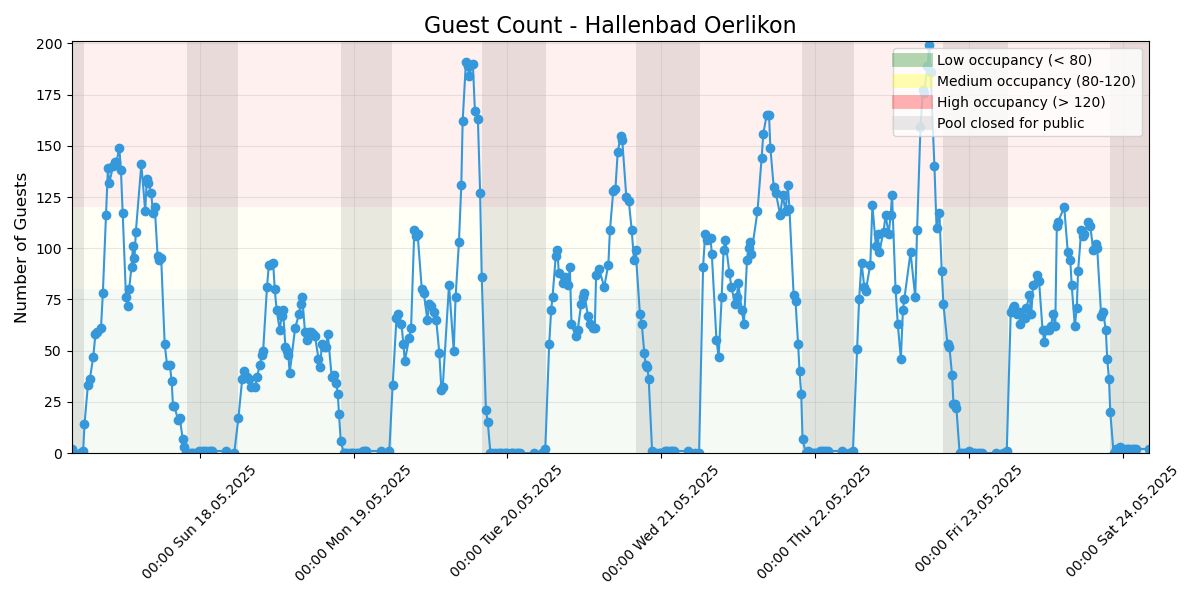 Guest Count - Hallenbad Oerlikon
Number of Guests
200
175
150
125
100
75
50
25
0
Low occupancy (< 80)
Medium occupancy (80-120)
High occupancy (> 120)
Pool closed for public
00:00 Sun 18.05.2025
00:00 Mon 19.05.2025
00:00 Tue 20.05.2025
00:00 Wed 21.05.2025
00:00 Thu 22.05.2025
00:00 Fri 23.05.2025
00:00 Sat 24.05.2025